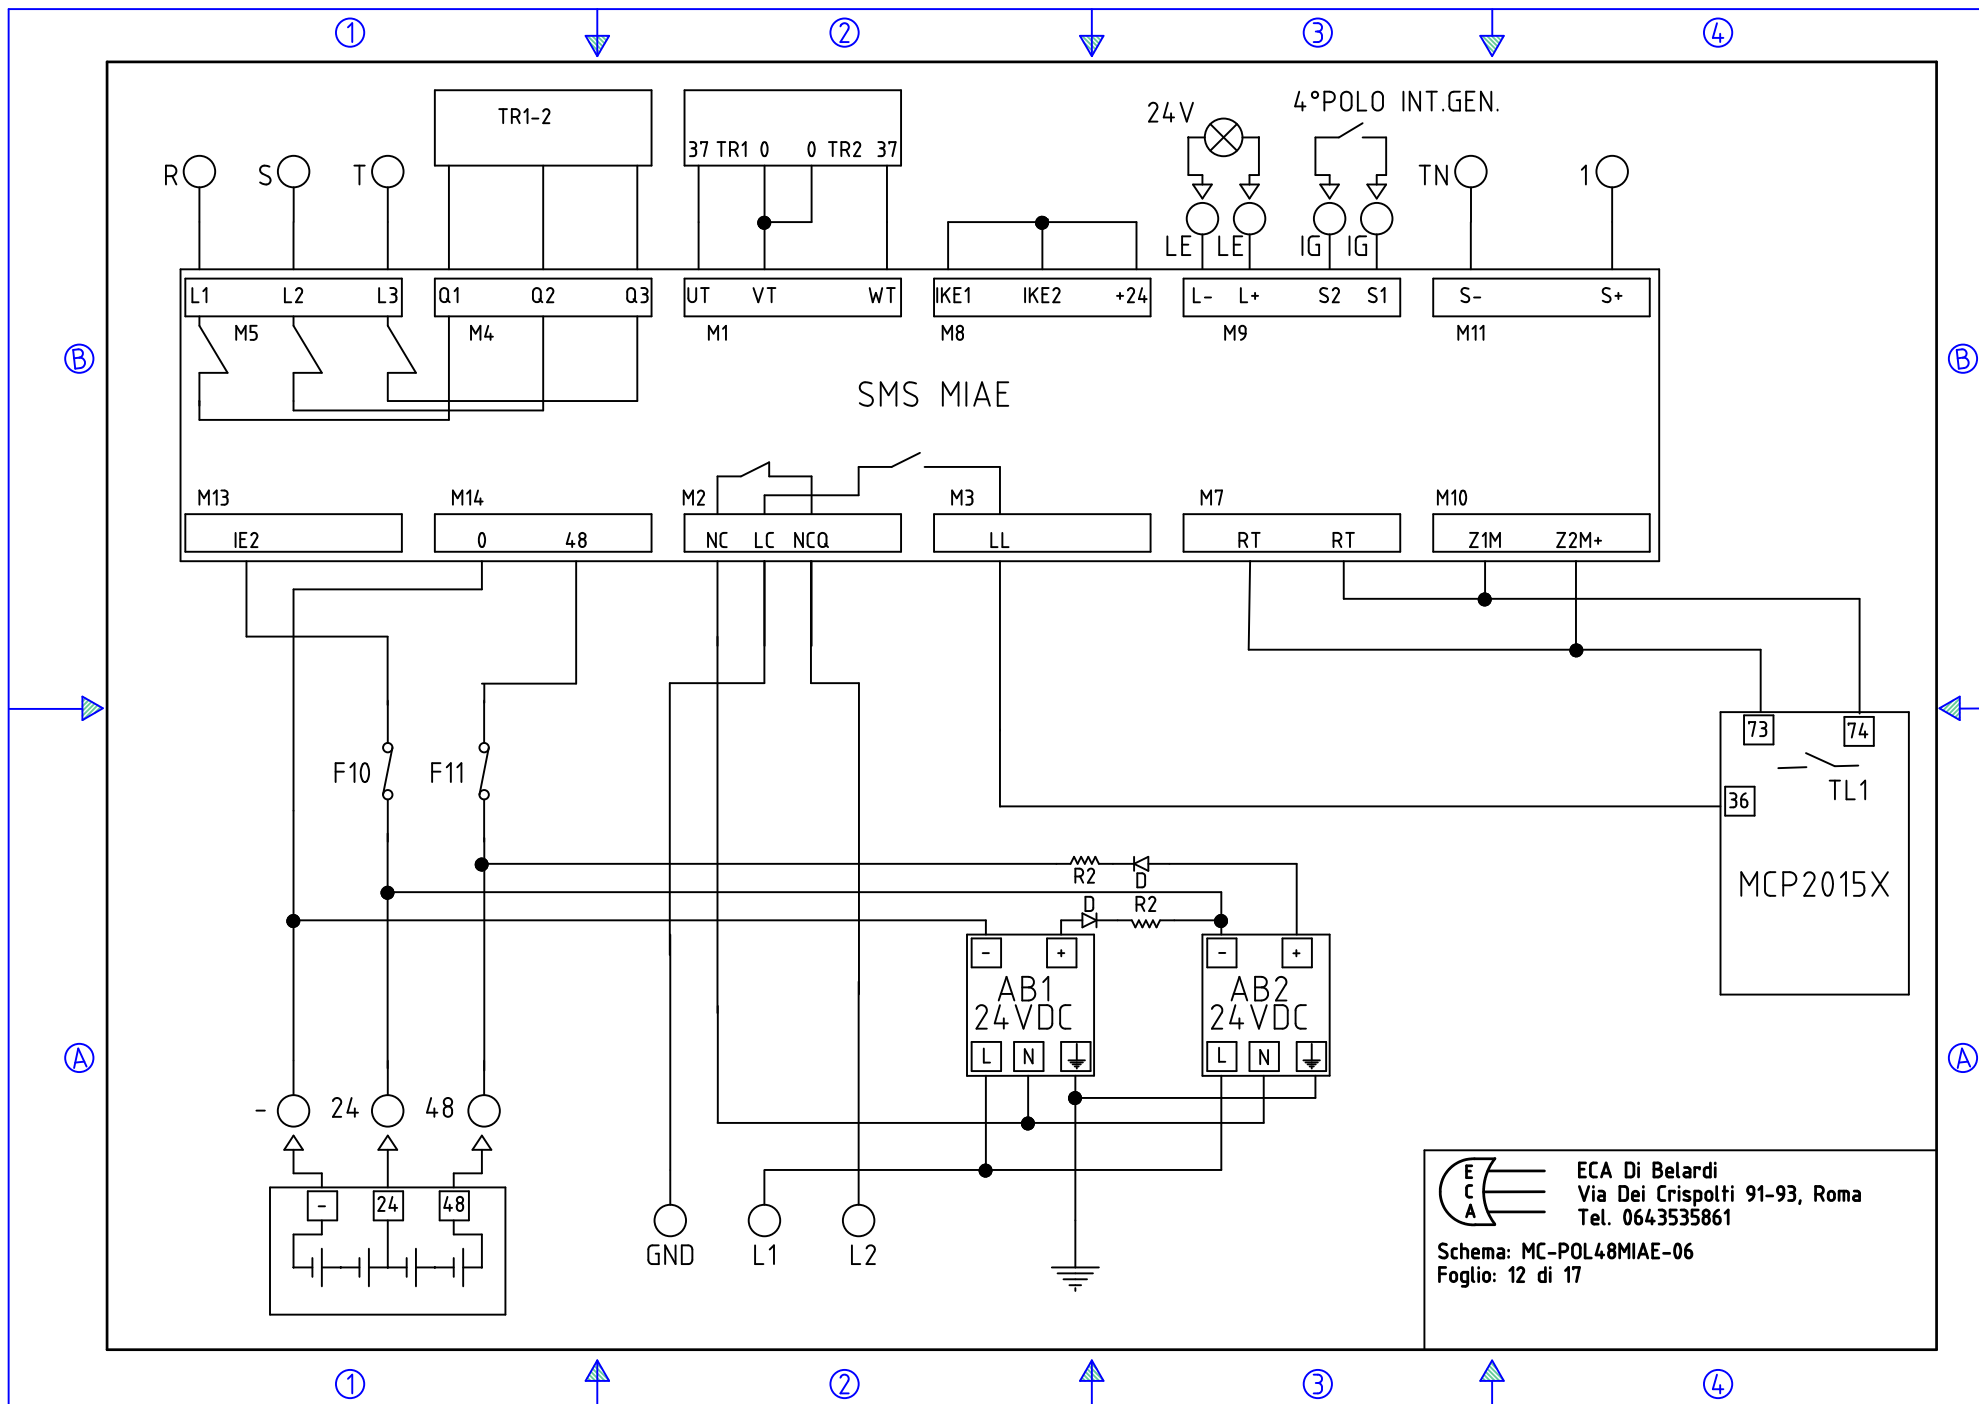 1 2 3 4
24V 4°POLO INT.GEN.
TR1-2
37 TR1 0 0 TR2 37
R S T TN 1
LE LE IG IG
L1 L2 L3 Q1 Q2 Q3 UT VT WT IKE1 IKE2 +24 L- L+ S2 S1 S- S+
M5 M4 M1 M8 M9 M11
B B
SMS MIAE
M13 M14 M2 M3 M7 M10
IE2 0 48 NC LC NCQ LL RT RT Z1M Z2M+
73 74
F10 F11
TL1
36
R2 D
MCP2015X
D R2
- + - +
AB1 AB2
24VDC 24VDC
L N L N
A A
- 24 48
- 24 48
GND L1 L2
E
C
A
ECA Di Belardi
Via Dei Crispolti 91-93, Roma
Tel. 0643535861
Schema: MC-POL48MIAE-06
Foglio: 12 di 17
1 2 3 4